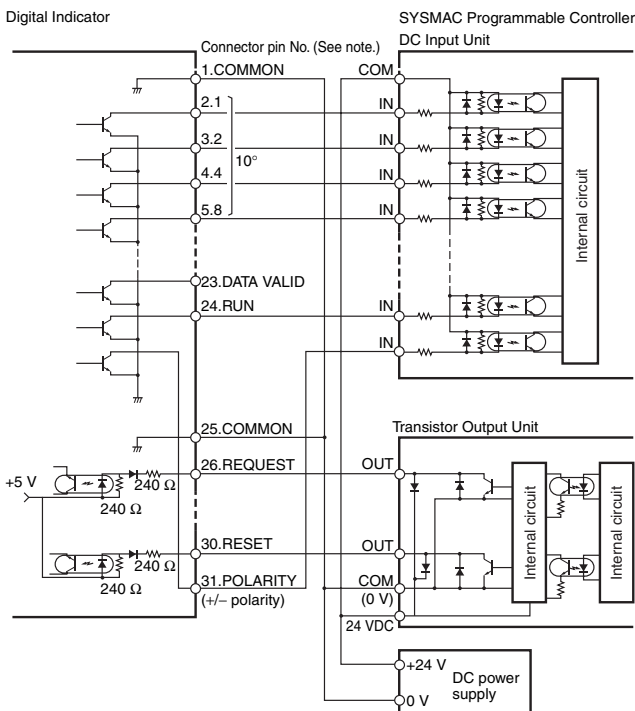 Digital Indicator
SYSMAC Programmable Controller
DC Input Unit
Connector pin No. (See note.)
1.COMMON
COM
2.1
IN
3.2
IN
10°
4.4
IN
5.8
IN
Internal circuit
23.DATA VALID
24.RUN
IN
IN
25.COMMON
Transistor Output Unit
+5 V
240 Ω
26.REQUEST
OUT
240 Ω
Internal circuit
Internal circuit
240 Ω
30.RESET
OUT
240 Ω
31.POLARITY
(+/– polarity)
COM
(0 V)
24 VDC
+24 V
DC power
supply
0 V